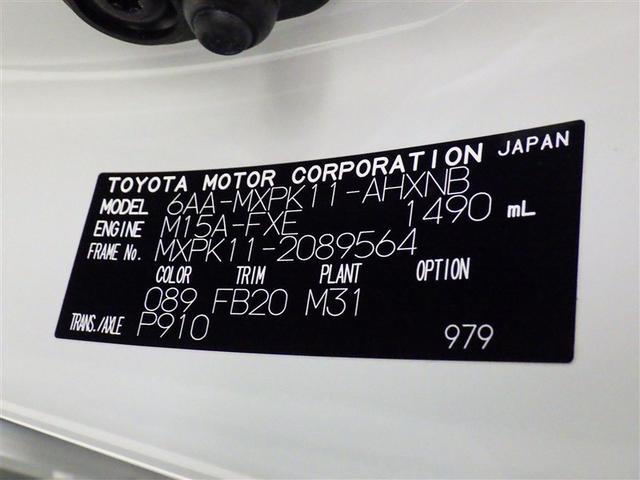 TOYOTA MOTOR CORPORATION JAPAN
MODEL 6AA-MXPK11-AHXNB
ENGINE M15A-FXE 1490 mL
FRAME No. MXPK11-2089564
COLOR TRIM PLANT OPTION
089 FB20 M31
TRANS./AXLE P910 979